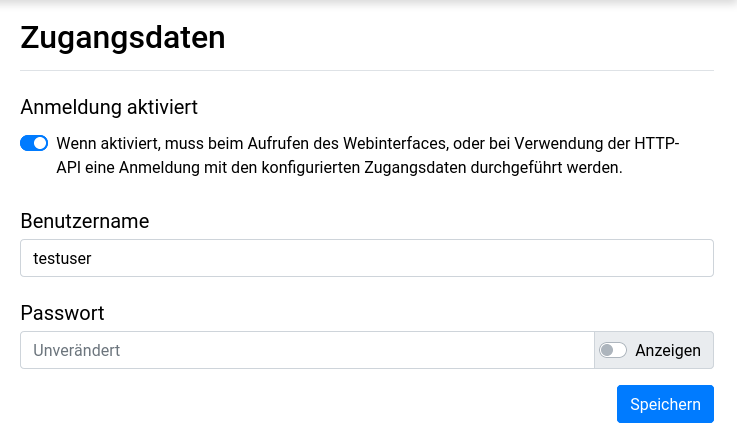 Zugangsdaten
Anmeldung aktiviert
Wenn aktiviert, muss beim Aufrufen des Webinterfaces, oder bei Verwendung der HTTP-
API eine Anmeldung mit den konfigurierten Zugangsdaten durchgeführt werden.
Benutzername
testuser
Passwort
Unverändert
Anzeigen
Speichern